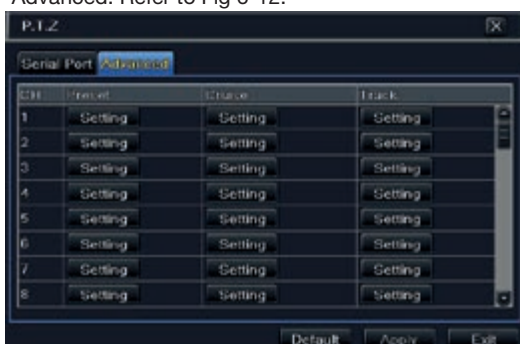 Advanced. Refer to Fig 5-12.
P.T.Z
Serial Port Advanced
CH Preset Cruise Track
1 Setting Setting Setting
2 Setting Setting Setting
3 Setting Setting Setting
4 Setting Setting Setting
5 Setting Setting Setting
6 Setting Setting Setting
7 Setting Setting Setting
8 Setting Setting Setting
Default Apply Exit